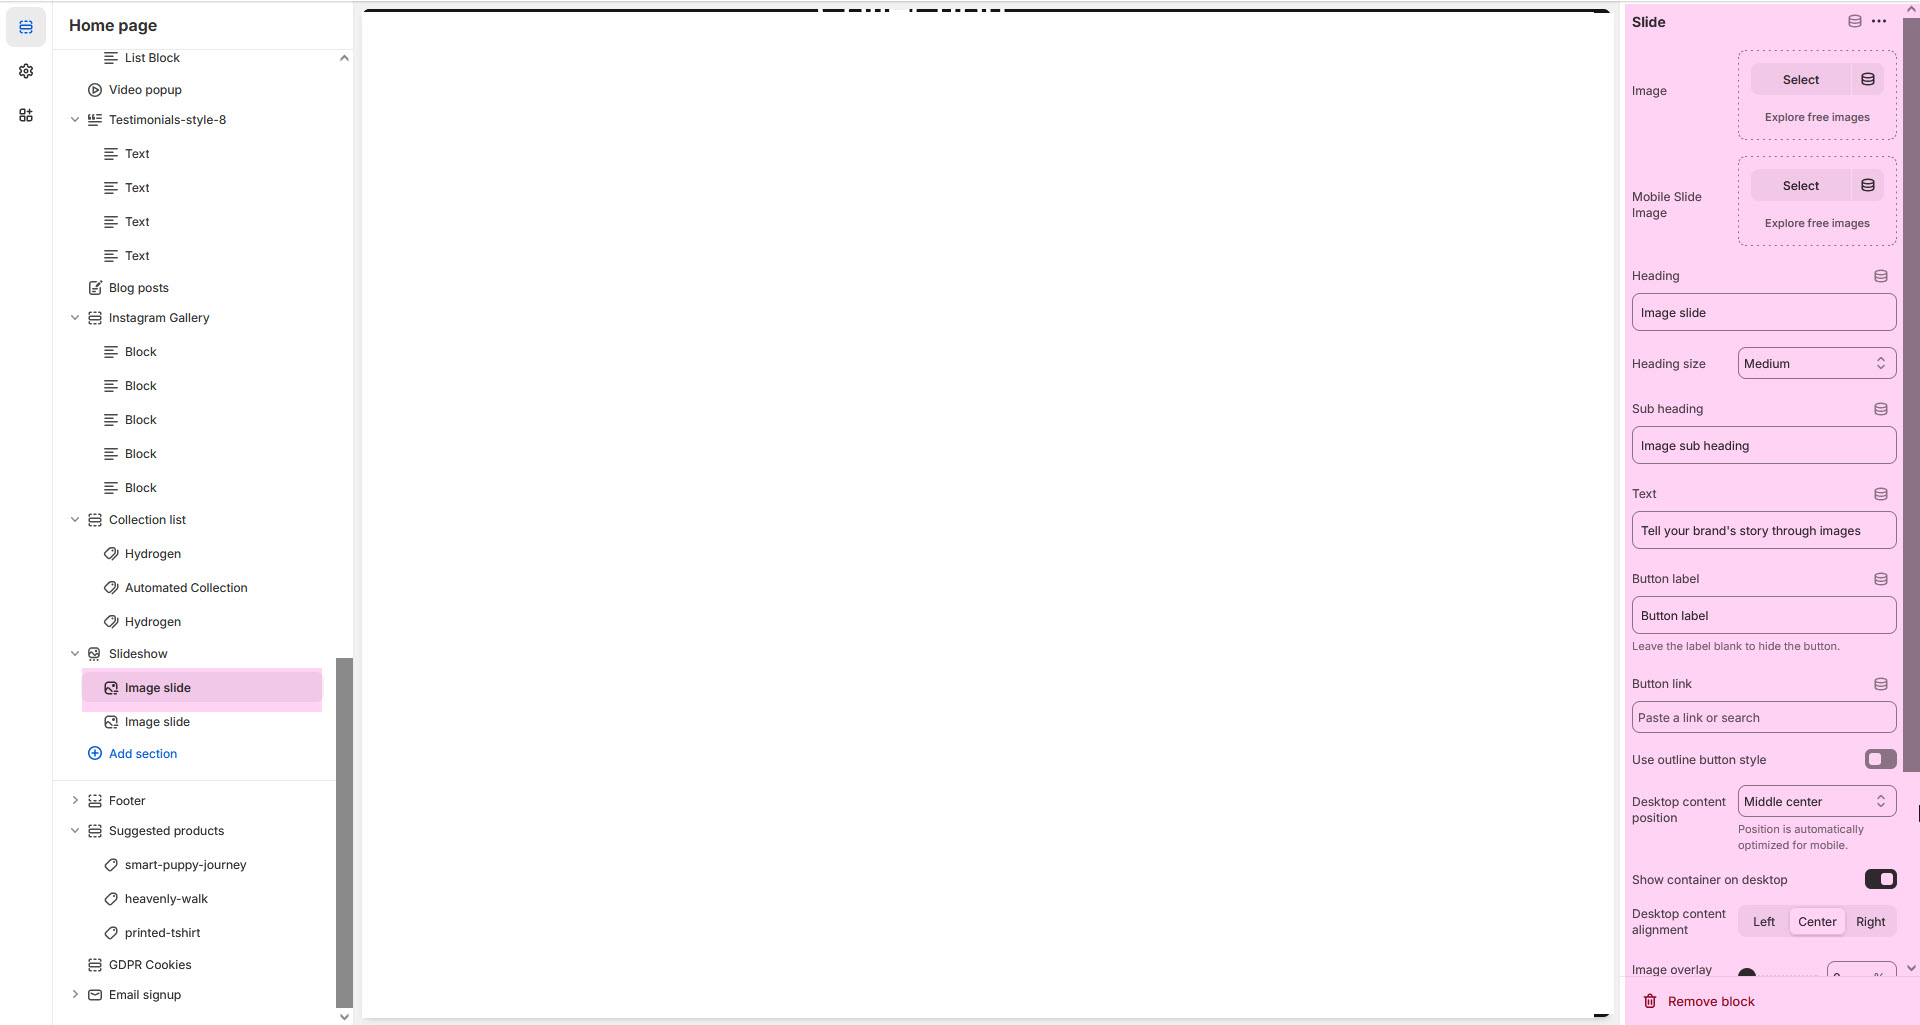 Home page
List Block
Video popup
Testimonials-style-8
Text
Text
Text
Text
Blog posts
Instagram Gallery
Block
Block
Block
Block
Block
Collection list
Hydrogen
Automated Collection
Hydrogen
Slideshow
Image slide
Image slide
Add section
Footer
Suggested products
smart-puppy-journey
heavenly-walk
printed-tshirt
GDPR Cookies
Email signup
Slide
Image
Select
Explore free images
Mobile Slide
Image
Select
Explore free images
Heading
Image slide
Heading size
Medium
Sub heading
Image sub heading
Text
Tell your brand's story through images
Button label
Button label
Leave the label blank to hide the button.
Button link
Paste a link or search
Use outline button style
Desktop content
position
Middle center
Position is automatically
optimized for mobile.
Show container on desktop
Desktop content
alignment
Left Center Right
Image overlay
Remove block